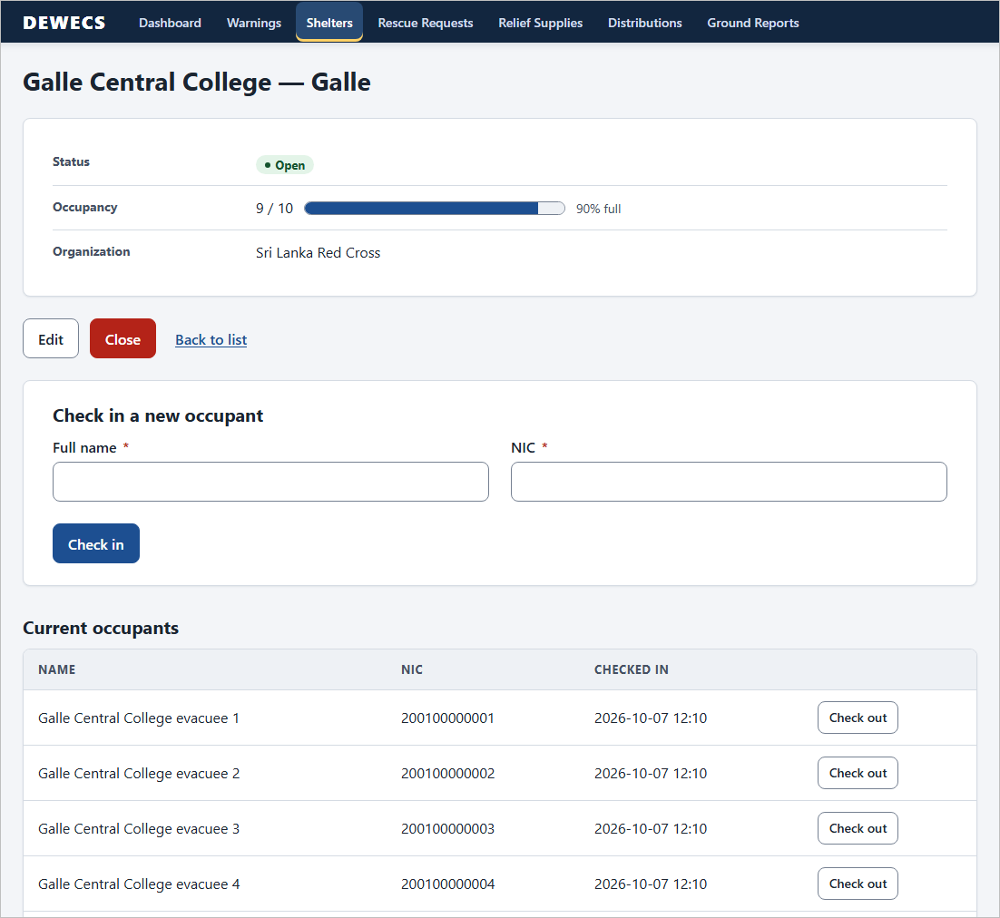 DEWECS Dashboard Warnings Shelters Rescue Requests Relief Supplies Distributions Ground Reports
Galle Central College — Galle
Status Open
Occupancy 9 / 10 90% full
Organization Sri Lanka Red Cross
Edit Close Back to list
Check in a new occupant
Full name * NIC *
Check in
Current occupants
NAME NIC CHECKED IN
Galle Central College evacuee 1 200100000001 2026-10-07 12:10 Check out
Galle Central College evacuee 2 200100000002 2026-10-07 12:10 Check out
Galle Central College evacuee 3 200100000003 2026-10-07 12:10 Check out
Galle Central College evacuee 4 200100000004 2026-10-07 12:10 Check out